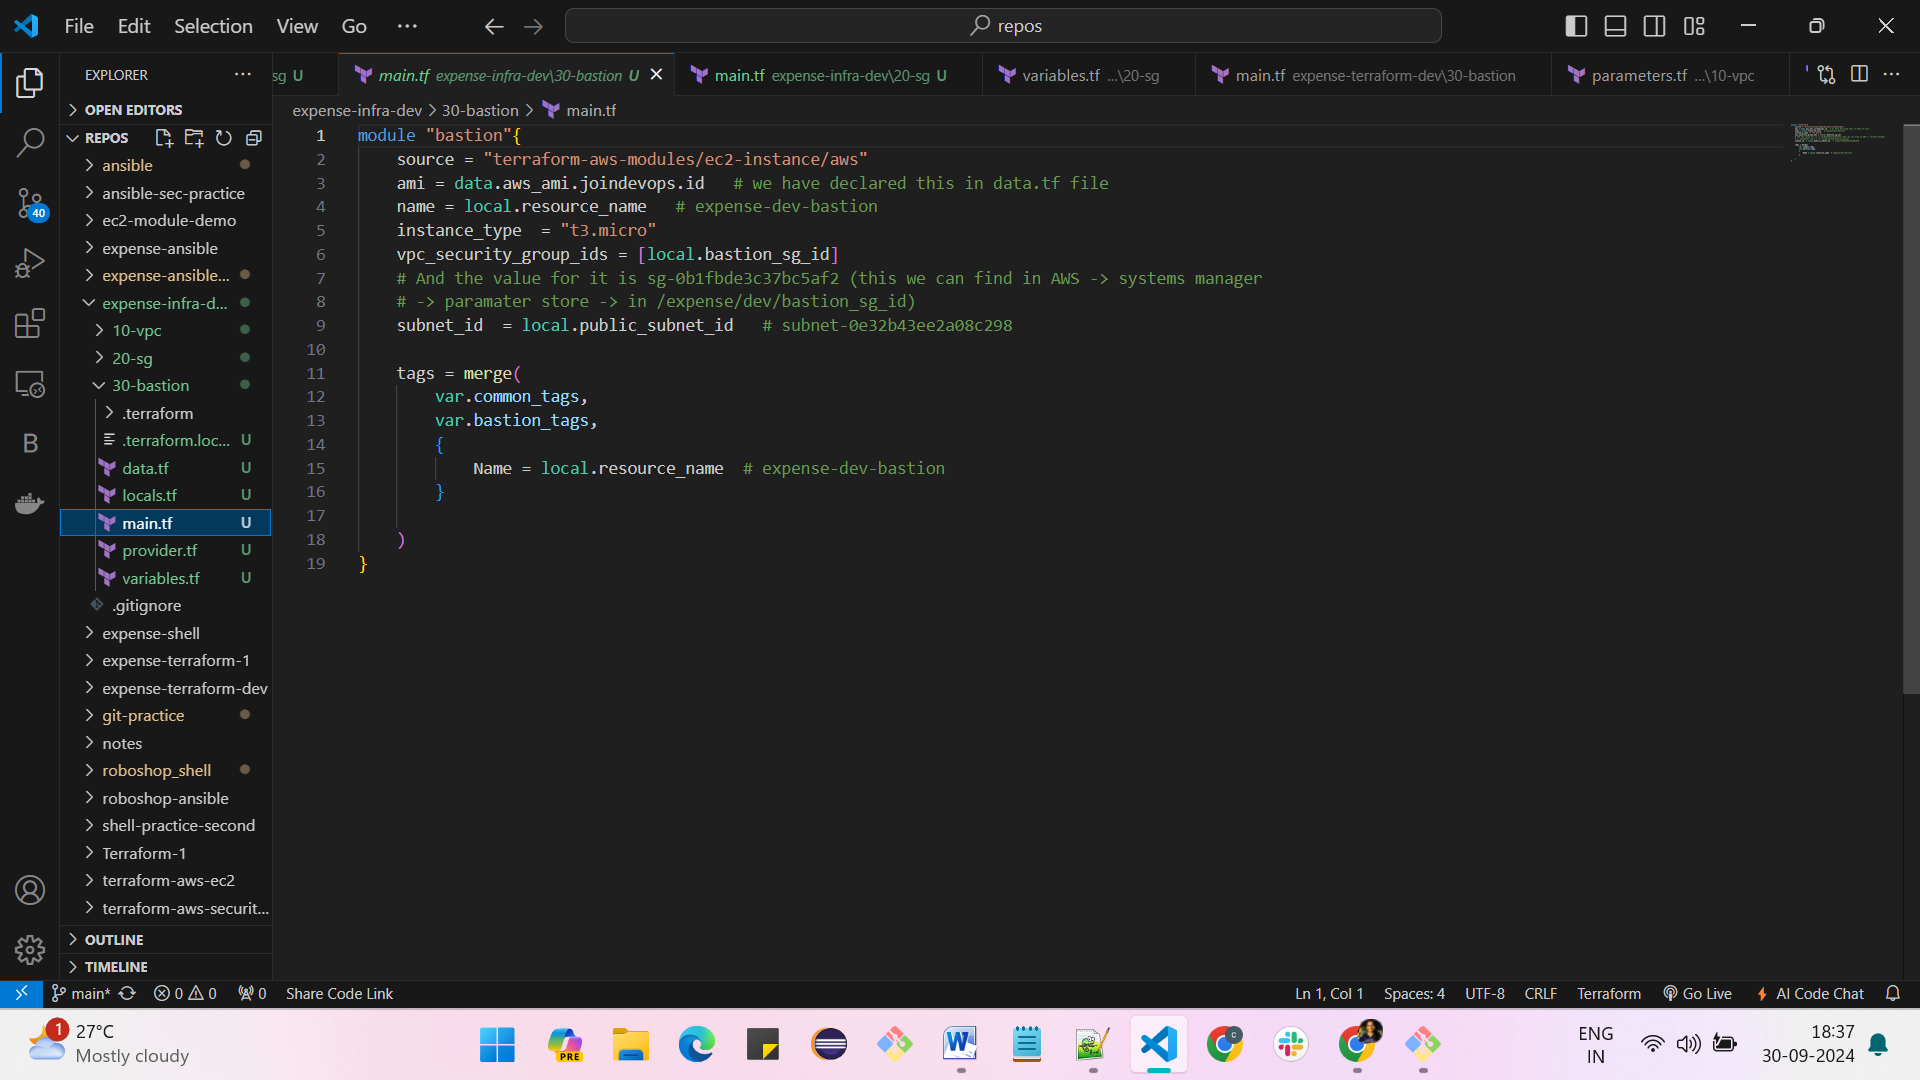 File Edit Selection View Go ··· repos
EXPLORER ···
sg U
main.tf expense-infra-dev\30-bastion U
main.tf expense-infra-dev\20-sg U
variables.tf ...\20-sg
main.tf expense-terraform-dev\30-bastion
parameters.tf ...\10-vpc
OPEN EDITORS
REPOS
ansible
ansible-sec-practice
ec2-module-demo
expense-ansible
expense-ansible...
expense-infra-d...
10-vpc
20-sg
30-bastion
.terraform
.terraform.loc... U
data.tf U
locals.tf U
main.tf U
provider.tf U
variables.tf U
.gitignore
expense-shell
expense-terraform-1
expense-terraform-dev
git-practice
notes
roboshop_shell
roboshop-ansible
shell-practice-second
Terraform-1
terraform-aws-ec2
terraform-aws-securit...
OUTLINE
TIMELINE
40
B
expense-infra-dev > 30-bastion > main.tf
1 module "bastion"{
2 source = "terraform-aws-modules/ec2-instance/aws"
3 ami = data.aws_ami.joindevops.id # we have declared this in data.tf file
4 name = local.resource_name # expense-dev-bastion
5 instance_type = "t3.micro"
6 vpc_security_group_ids = [local.bastion_sg_id]
7 # And the value for it is sg-0b1fbde3c37bc5af2 (this we can find in AWS -> systems manager
8 # -> paramater store -> in /expense/dev/bastion_sg_id)
9 subnet_id = local.public_subnet_id # subnet-0e32b43ee2a08c298
10
11 tags = merge(
12 var.common_tags,
13 var.bastion_tags,
14 {
15 Name = local.resource_name # expense-dev-bastion
16 }
17
18 )
19 }
main* 0 0 0 Share Code Link Ln 1, Col 1 Spaces: 4 UTF-8 CRLF Terraform Go Live AI Code Chat
1 27°C
Mostly cloudy
PRE
W
C
ENG
IN
18:37
30-09-2024